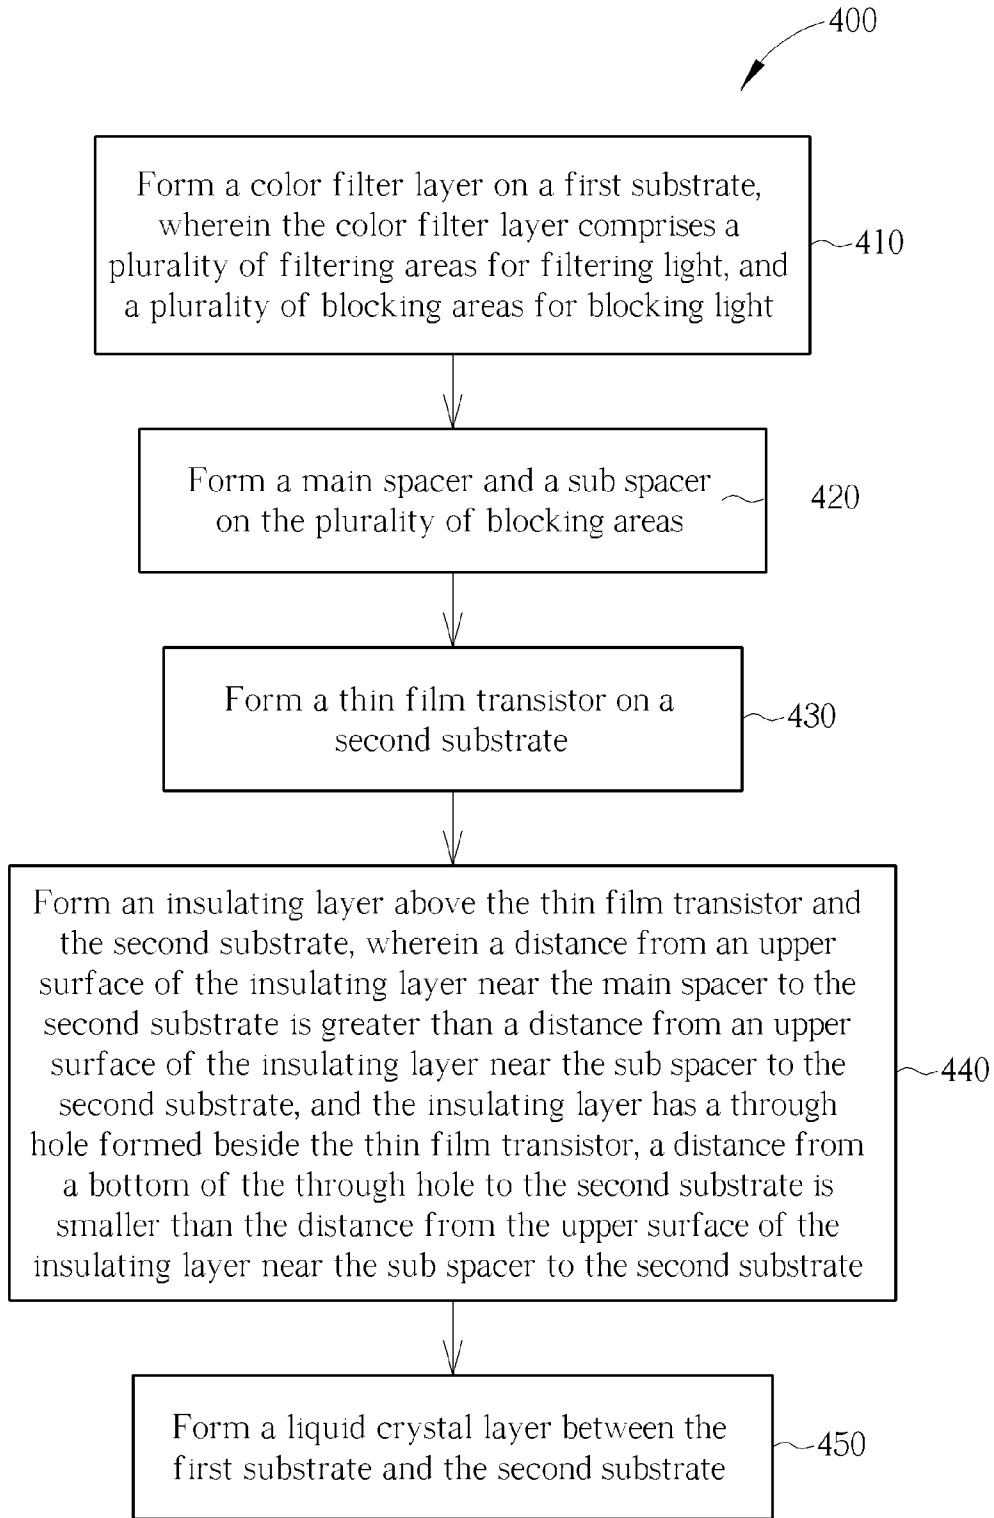 400
Form a color filter layer on a first substrate,
wherein the color filter layer comprises a
plurality of filtering areas for filtering light, and
a plurality of blocking areas for blocking light
410
Form a main spacer and a sub spacer
on the plurality of blocking areas
420
Form a thin film transistor on a
second substrate
430
Form an insulating layer above the thin film transistor and
the second substrate, wherein a distance from an upper
surface of the insulating layer near the main spacer to the
second substrate is greater than a distance from an upper
surface of the insulating layer near the sub spacer to the
second substrate, and the insulating layer has a through
hole formed beside the thin film transistor, a distance from
a bottom of the through hole to the second substrate is
smaller than the distance from the upper surface of the
insulating layer near the sub spacer to the second substrate
440
Form a liquid crystal layer between the
first substrate and the second substrate
450